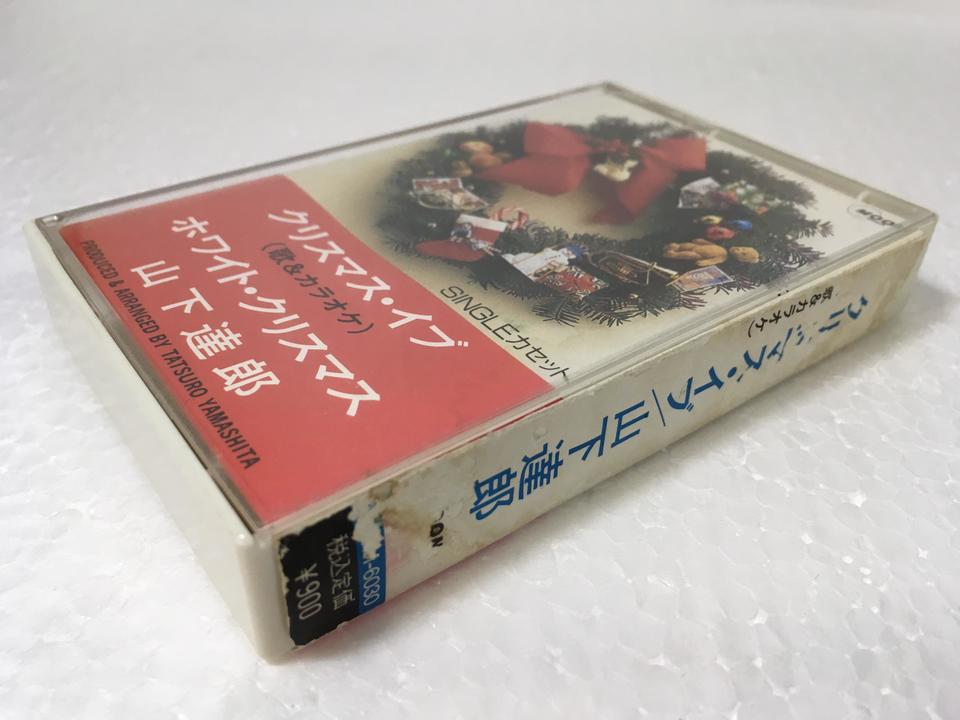 クリスマス・イブ
(歌&カラオケ)
ホワイト・クリスマス
山下達郎
PRODUCED & ARRANGED BY TATSURO YAMASHITA
SINGLEカセット
MOON
歌&カラオケ)
クリスマス・イブ/山下達郎
-6030
税込定価
¥900